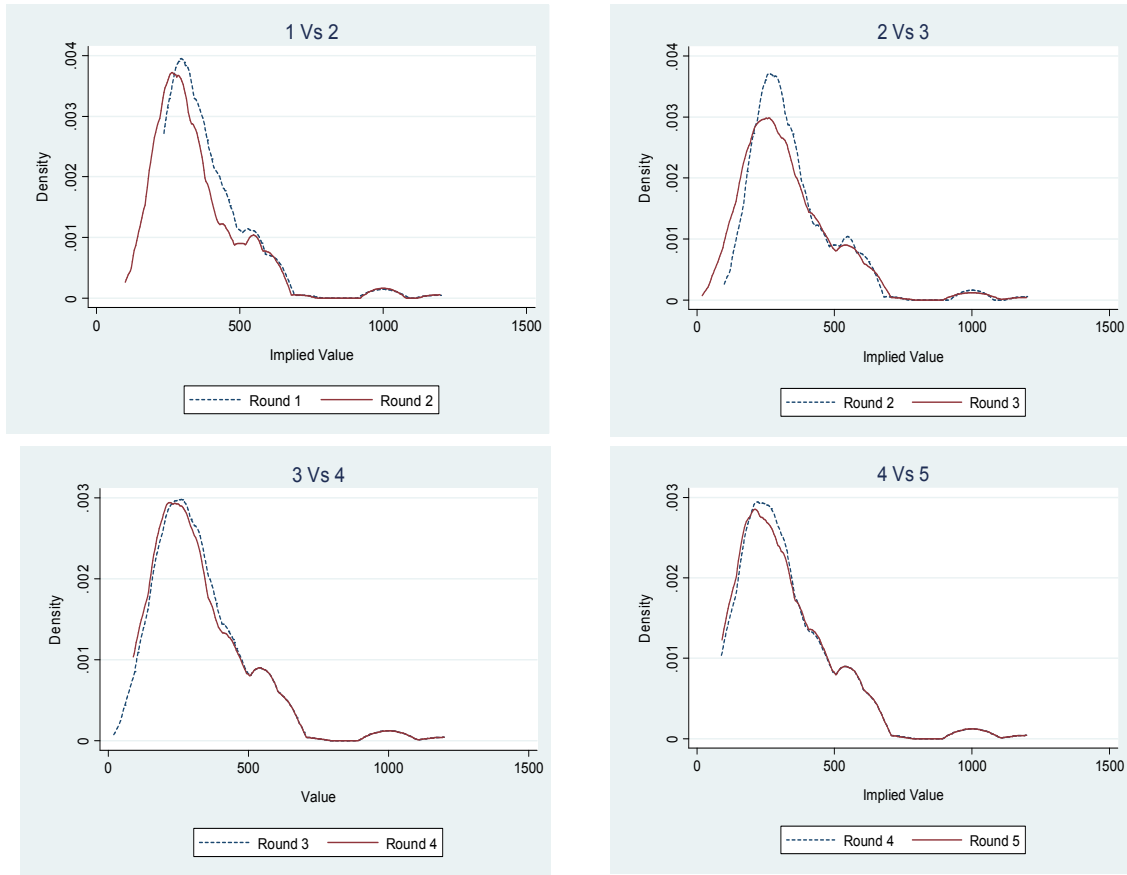 1 Vs 2
.004
.003
.002
.001
0
Density
0 500 1000 1500
Implied Value
Round 1 Round 2
2 Vs 3
.004
.003
.002
.001
0
Density
0 500 1000 1500
Implied Value
Round 2 Round 3
3 Vs 4
.003
.002
.001
0
Density
0 500 1000 1500
Value
Round 3 Round 4
4 Vs 5
.003
.002
.001
0
Density
0 500 1000 1500
Implied Value
Round 4 Round 5